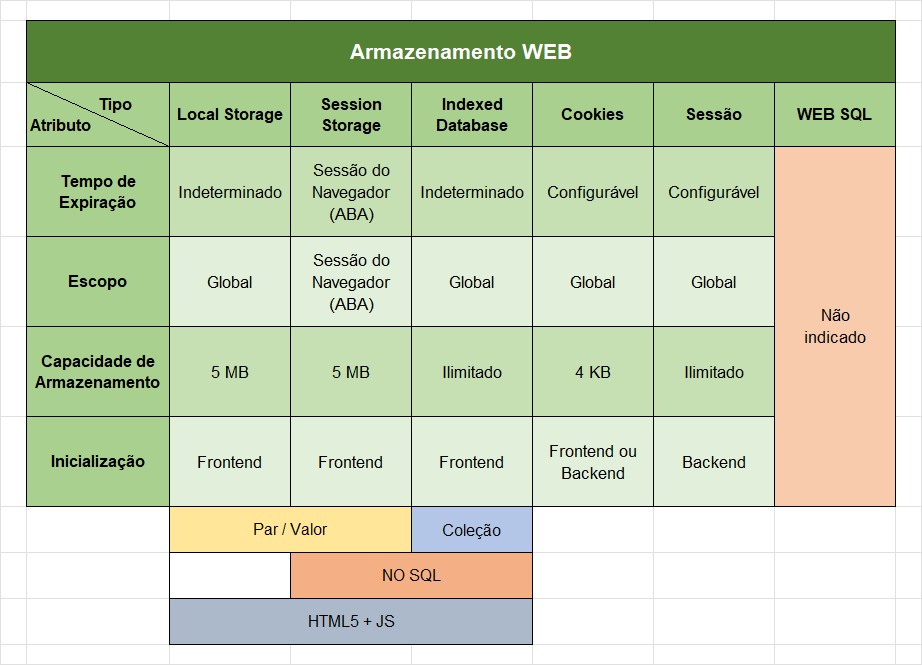 Armazenamento WEB
Tipo
Atributo
Local Storage
Session
Storage
Indexed
Database
Cookies
Sessão
WEB SQL
Tempo de
Expiração
Indeterminado
Sessão do
Navegador
(ABA)
Indeterminado
Configurável
Configurável
Não
indicado
Escopo
Global
Sessão do
Navegador
(ABA)
Global
Global
Global
Capacidade de
Armazenamento
5 MB
5 MB
Ilimitado
4 KB
Ilimitado
Inicialização
Frontend
Frontend
Frontend
Frontend ou
Backend
Backend
Par / Valor
Coleção
NO SQL
HTML5 + JS